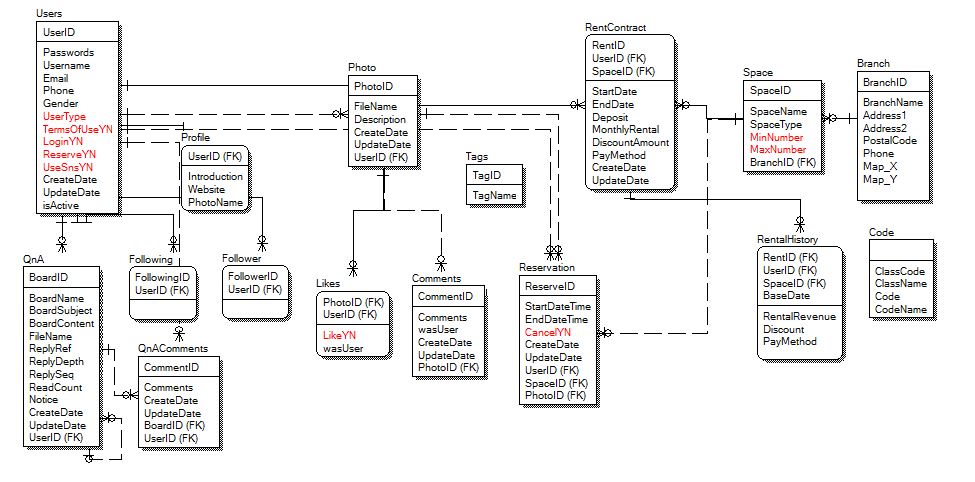 Users
UserID
Passwords
Username
Email
Phone
Gender
UserType
TermsOfUseYN
LoginYN
ReserveYN
UseSnsYN
CreateDate
UpdateDate
isActive
Profile
UserID (FK)
Introduction
Website
PhotoName
Photo
PhotoID
FileName
Description
CreateDate
UpdateDate
UserID (FK)
Tags
TagID
TagName
RentContract
RentID
UserID (FK)
SpaceID (FK)
StartDate
EndDate
Deposit
MonthlyRental
DiscountAmount
PayMethod
CreateDate
UpdateDate
Space
SpaceID
SpaceName
SpaceType
MinNumber
MaxNumber
BranchID (FK)
Branch
BranchID
BranchName
Address1
Address2
PostalCode
Phone
Map_X
Map_Y
QnA
BoardID
BoardName
BoardSubject
BoardContent
FileName
ReplyRef
ReplyDepth
ReplySeq
ReadCount
Notice
CreateDate
UpdateDate
UserID (FK)
Following
FollowingID
UserID (FK)
Follower
FollowerID
UserID (FK)
QnAComments
CommentID
Comments
CreateDate
UpdateDate
BoardID (FK)
UserID (FK)
Likes
PhotoID (FK)
UserID (FK)
LikeYN
wasUser
Comments
CommentID
Comments
wasUser
CreateDate
UpdateDate
PhotoID (FK)
Reservation
ReserveID
StartDateTime
EndDateTime
CancelYN
CreateDate
UpdateDate
UserID (FK)
SpaceID (FK)
PhotoID (FK)
RentalHistory
RentID (FK)
UserID (FK)
SpaceID (FK)
BaseDate
RentalRevenue
Discount
PayMethod
Code
ClassCode
ClassName
Code
CodeName